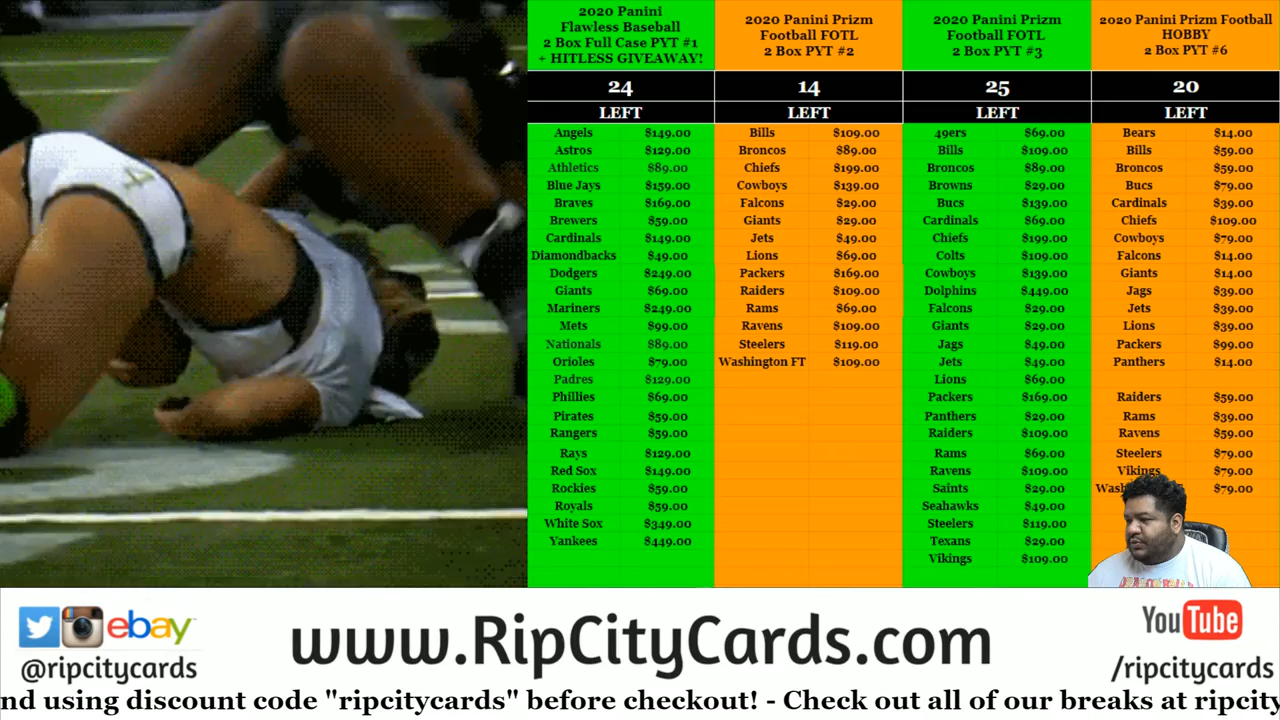 2020 Panini
Flawless Baseball
2 Box Full Case PYT #1
+ HITLESS GIVEAWAY!
24
LEFT
Angels $149.00
Astros $129.00
Athletics $89.00
Blue Jays $159.00
Braves $169.00
Brewers $59.00
Cardinals $149.00
Diamondbacks $49.00
Dodgers $249.00
Giants $69.00
Mariners $249.00
Mets $99.00
Nationals $89.00
Orioles $79.00
Padres $129.00
Phillies $69.00
Pirates $59.00
Rangers $59.00
Rays $129.00
Red Sox $149.00
Rockies $59.00
Royals $59.00
White Sox $349.00
Yankees $449.00
2020 Panini Prizm
Football FOTL
2 Box PYT #2
14
LEFT
Bills $109.00
Broncos $89.00
Chiefs $199.00
Cowboys $139.00
Falcons $29.00
Giants $29.00
Jets $49.00
Lions $69.00
Packers $169.00
Raiders $109.00
Rams $69.00
Ravens $109.00
Steelers $119.00
Washington FT $109.00
2020 Panini Prizm
Football FOTL
2 Box PYT #3
25
LEFT
49ers $69.00
Bills $109.00
Broncos $89.00
Browns $29.00
Bucs $139.00
Cardinals $69.00
Chiefs $199.00
Colts $109.00
Cowboys $139.00
Dolphins $449.00
Falcons $29.00
Giants $29.00
Jags $49.00
Jets $49.00
Lions $69.00
Packers $169.00
Panthers $29.00
Raiders $109.00
Rams $69.00
Ravens $109.00
Saints $29.00
Seahawks $49.00
Steelers $119.00
Texans $29.00
Vikings $109.00
2020 Panini Prizm Football
HOBBY
2 Box PYT #6
20
LEFT
Bears $14.00
Bills $59.00
Broncos $59.00
Bucs $79.00
Cardinals $39.00
Chiefs $109.00
Cowboys $79.00
Falcons $14.00
Giants $14.00
Jags $39.00
Jets $39.00
Lions $39.00
Packers $99.00
Panthers $14.00
Raiders $59.00
Rams $39.00
Ravens $59.00
Steelers $79.00
Vikings $79.00
$79.00
ebay
@ripcitycards
www.RipCityCards.com
YouTube
/ripcitycards
nd using discount code "ripcitycards" before checkout! - Check out all of our breaks at ripcity